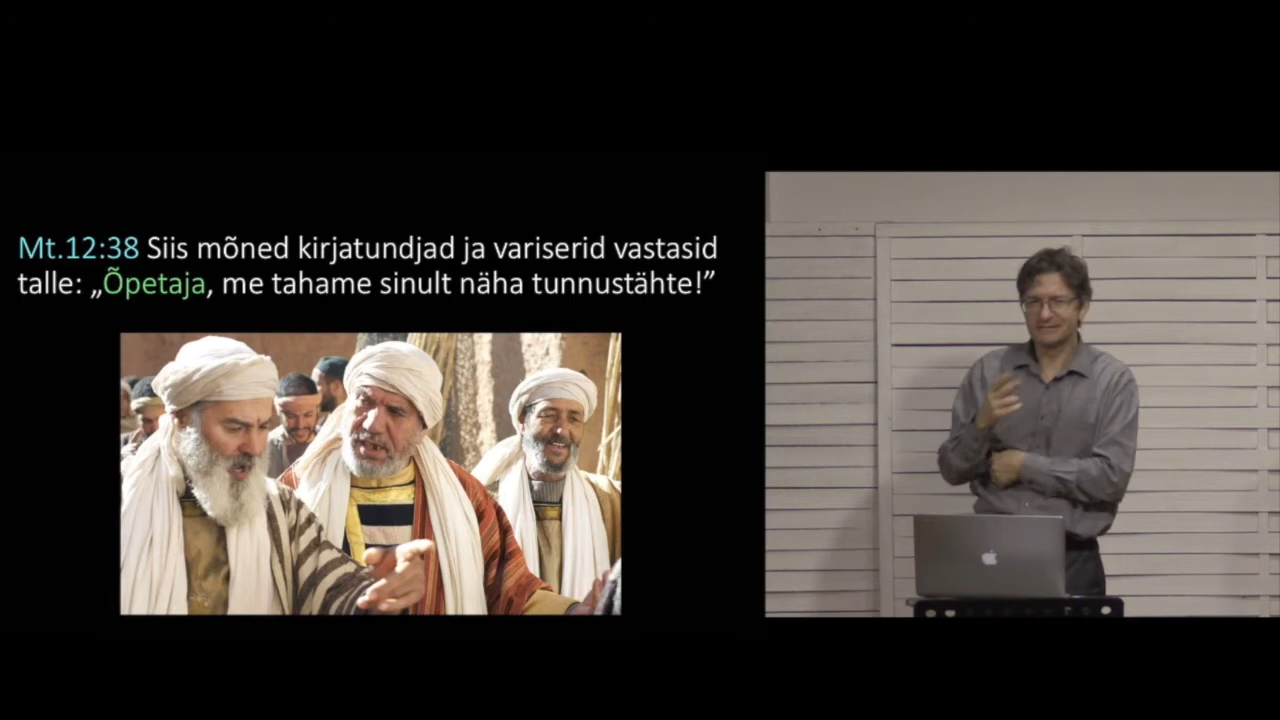 Mt.12:38 Siis mõned kirjatundjad ja variserid vastasid
talle: „Õpetaja, me tahame sinult näha tunnustähte!”